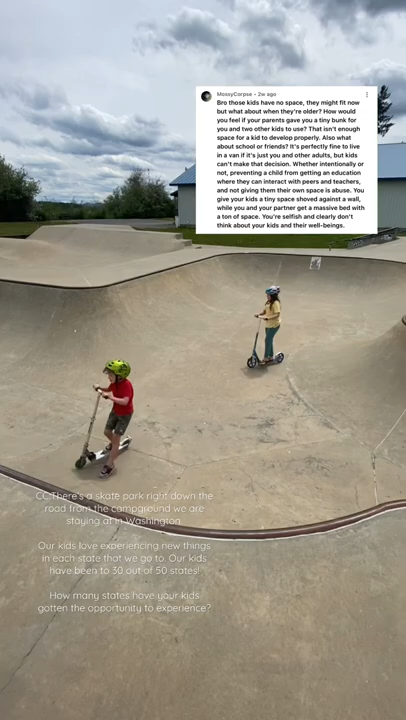 MossyCorpse • 2w ago
Bro those kids have no space, they might fit now
but what about when they're older? How would
you feel if your parents gave you a tiny bunk for
you and two other kids to use? That isn't enough
space for a kid to develop properly. Also what
about school or friends? It's perfectly fine to live
in a van if it's just you and other adults, but kids
can't make that decision. Whether intentionally or
not, preventing a child from getting an education
where they can interact with peers and teachers,
and not giving them their own space is abuse. You
give your kids a tiny space shoved against a wall,
while you and your partner get a massive bed with
a ton of space. You're selfish and clearly don't
think about your kids and their well-beings.
CC:There's a skate park right down the
road from the campground we are
staying at in Washington
Our kids love experiencing new things
in each state that we go to. Our kids
have been to 30 out of 50 states!
How many states have your kids
gotten the opportunity to experience?